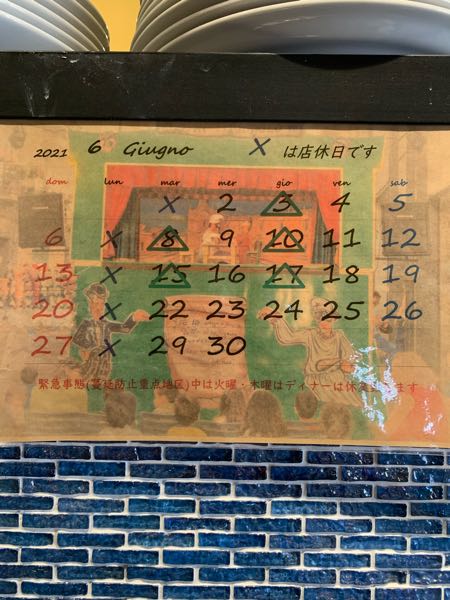 2021 6 Giugno X は店休日です
dom lun mar mer gio ven sab
X 2 3 4 5
6 X 8 9 10 11 12
13 X 15 16 17 18 19
20 X 22 23 24 25 26
27 X 29 30
緊急事態(蔓延防止重点地区)中は火曜・木曜はディナーは休業
ます